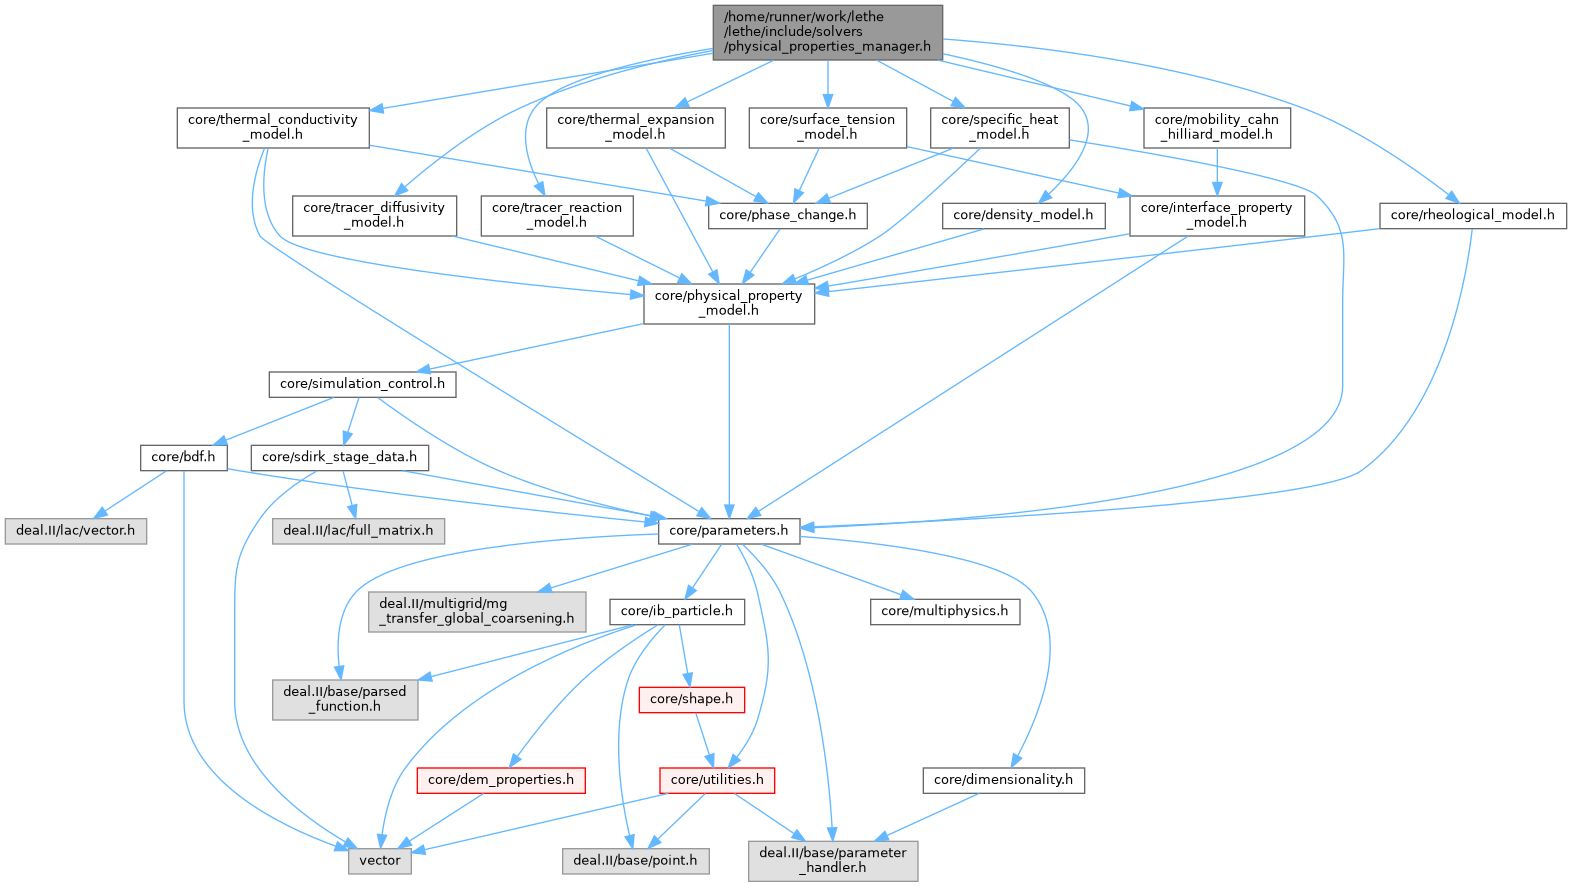 /home/runner/work/lethe
/lethe/include/solvers
/physical_properties_manager.h
core/thermal_conductivity
_model.h
core/thermal_expansion
_model.h
core/surface_tension
_model.h
core/specific_heat
_model.h
core/mobility_cahn
_hilliard_model.h
core/tracer_diffusivity
_model.h
core/tracer_reaction
_model.h
core/phase_change.h
core/density_model.h
core/interface_property
_model.h
core/rheological_model.h
core/physical_property
_model.h
core/simulation_control.h
core/bdf.h
core/sdirk_stage_data.h
deal.II/lac/vector.h
deal.II/lac/full_matrix.h
core/parameters.h
deal.II/multigrid/mg
_transfer_global_coarsening.h
core/ib_particle.h
core/multiphysics.h
deal.II/base/parsed
_function.h
core/shape.h
core/dem_properties.h
core/utilities.h
core/dimensionality.h
vector
deal.II/base/point.h
deal.II/base/parameter
_handler.h